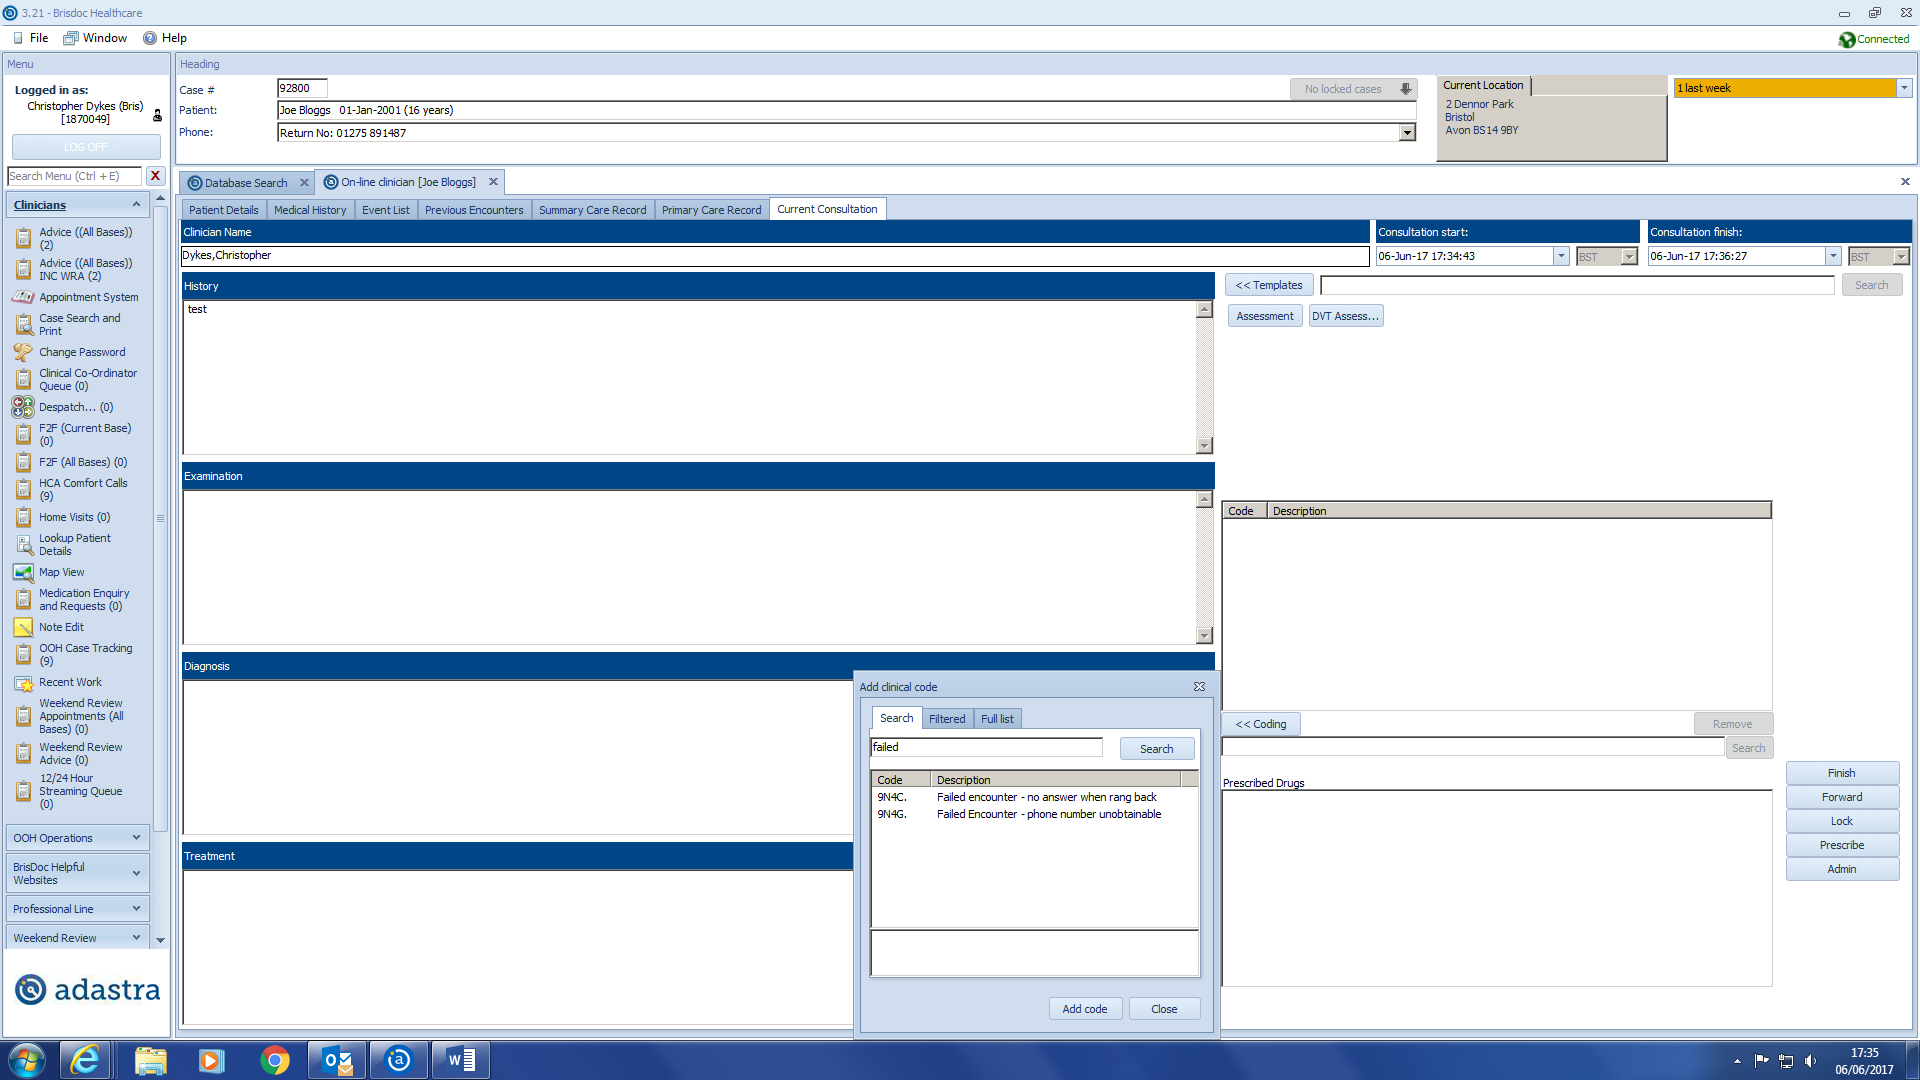 3.21 - Brisdoc Healthcare
File Window Help
Connected
Menu
Logged in as:
Christopher Dykes (Bris)
[1870049]
LOG OFF
Search Menu (Ctrl + E) X
Clinicians
Advice ((All Bases))
(2)
Advice ((All Bases))
INC WRA (2)
Appointment System
Case Search and
Print
Change Password
Clinical Co-Ordinator
Queue (0)
Despatch... (0)
F2F (Current Base)
(0)
F2F (All Bases) (0)
HCA Comfort Calls
(9)
Home Visits (0)
Lookup Patient
Details
Map View
Medication Enquiry
and Requests (0)
Note Edit
OOH Case Tracking
(9)
Recent Work
Weekend Review
Appointments (All
Bases) (0)
Weekend Review
Advice (0)
12/24 Hour
Streaming Queue
(0)
OOH Operations
BrisDoc Helpful
Websites
Professional Line
Weekend Review
adastra
Heading
Case # 92800 No locked cases
Patient: Joe Bloggs 01-Jan-2001 (16 years)
Phone: Return No: 01275 891487
Current Location
2 Dennor Park
Bristol
Avon BS14 9BY
1 last week
Database Search On-line clinician [Joe Bloggs]
Patient Details Medical History Event List Previous Encounters Summary Care Record Primary Care Record Current Consultation
Clinician Name Consultation start: Consultation finish:
Dykes,Christopher 06-Jun-17 17:34:43 BST 06-Jun-17 17:36:27 BST
History
test
<< Templates Search
Assessment DVT Assess...
Examination
Code Description
Diagnosis
<< Coding Remove
Search
Prescribed Drugs
Finish
Forward
Lock
Prescribe
Admin
Treatment
Add clinical code
Search Filtered Full list
failed Search
Code Description
9N4C. Failed encounter - no answer when rang back
9N4G. Failed Encounter - phone number unobtainable
Add code Close
17:35
06/06/2017